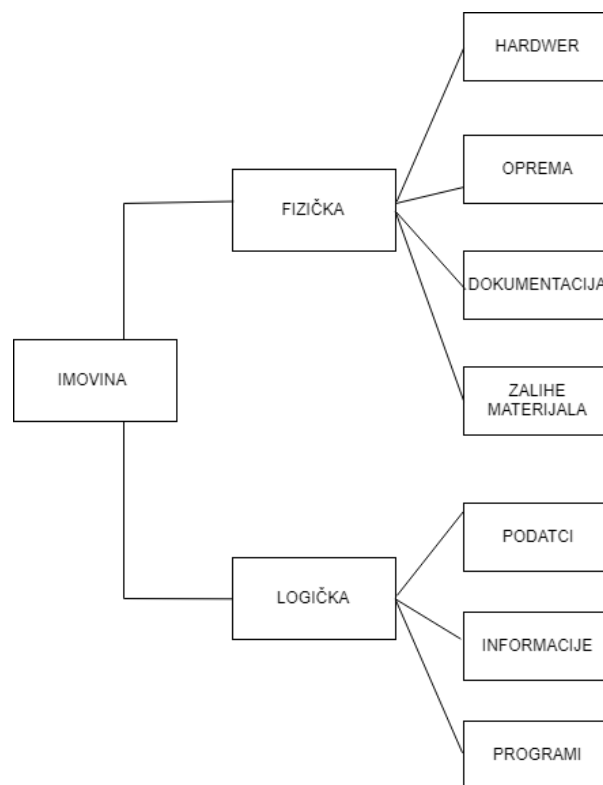 HARDWER
OPREMA
FIZIČKA
DOKUMENTACIJA
IMOVINA
ZALIHE
MATERIJALA
PODATCI
LOGIČKA
INFORMACIJE
PROGRAMI